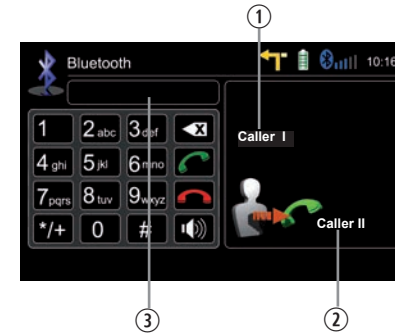 ①
Bluetooth 10:16
1 2 abc 3 def
Caller I
4 ghi 5 jkl 6 mno
7 pqrs 8 tuv 9 wxyz
Caller II
*/+ 0 #
③ ②